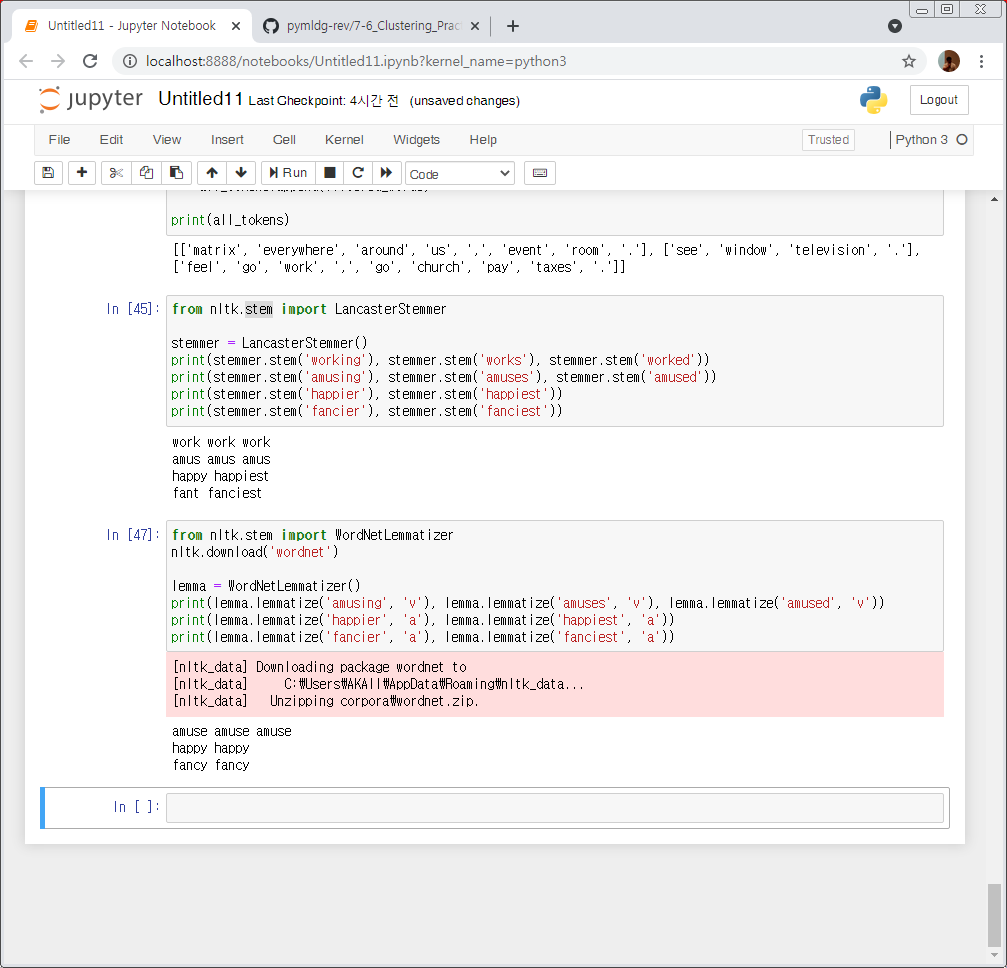 Untitled11 - Jupyter Notebook
pymldg-rev/7-6_Clustering_Prac
localhost:8888/notebooks/Untitled11.ipynb?kernel_name=python3
jupyter Untitled11 Last Checkpoint: 4시간 전 (unsaved changes)
Logout
File Edit View Insert Cell Kernel Widgets Help
Trusted
Python 3
Run
Code
print(all_tokens)
[['matrix', 'everywhere', 'around', 'us', ',', 'event', 'room', '.'], ['see', 'window', 'television', '.'],
['feel', 'go', 'work', ',', 'go', 'church', 'pay', 'taxes', '.']]
In [45]:
from nltk.stem import LancasterStemmer
stemmer = LancasterStemmer()
print(stemmer.stem('working'), stemmer.stem('works'), stemmer.stem('worked'))
print(stemmer.stem('amusing'), stemmer.stem('amuses'), stemmer.stem('amused'))
print(stemmer.stem('happier'), stemmer.stem('happiest'))
print(stemmer.stem('fancier'), stemmer.stem('fanciest'))
work work work
amus amus amus
happy happiest
fant fanciest
In [47]:
from nltk.stem import WordNetLemmatizer
nltk.download('wordnet')
lemma = WordNetLemmatizer()
print(lemma.lemmatize('amusing', 'v'), lemma.lemmatize('amuses', 'v'), lemma.lemmatize('amused', 'v'))
print(lemma.lemmatize('happier', 'a'), lemma.lemmatize('happiest', 'a'))
print(lemma.lemmatize('fancier', 'a'), lemma.lemmatize('fanciest', 'a'))
[nltk_data] Downloading package wordnet to
[nltk_data]     C:₩Users₩AKAII₩AppData₩Roaming₩nltk_data...
[nltk_data]   Unzipping corpora₩wordnet.zip.
amuse amuse amuse
happy happy
fancy fancy
In [ ]: